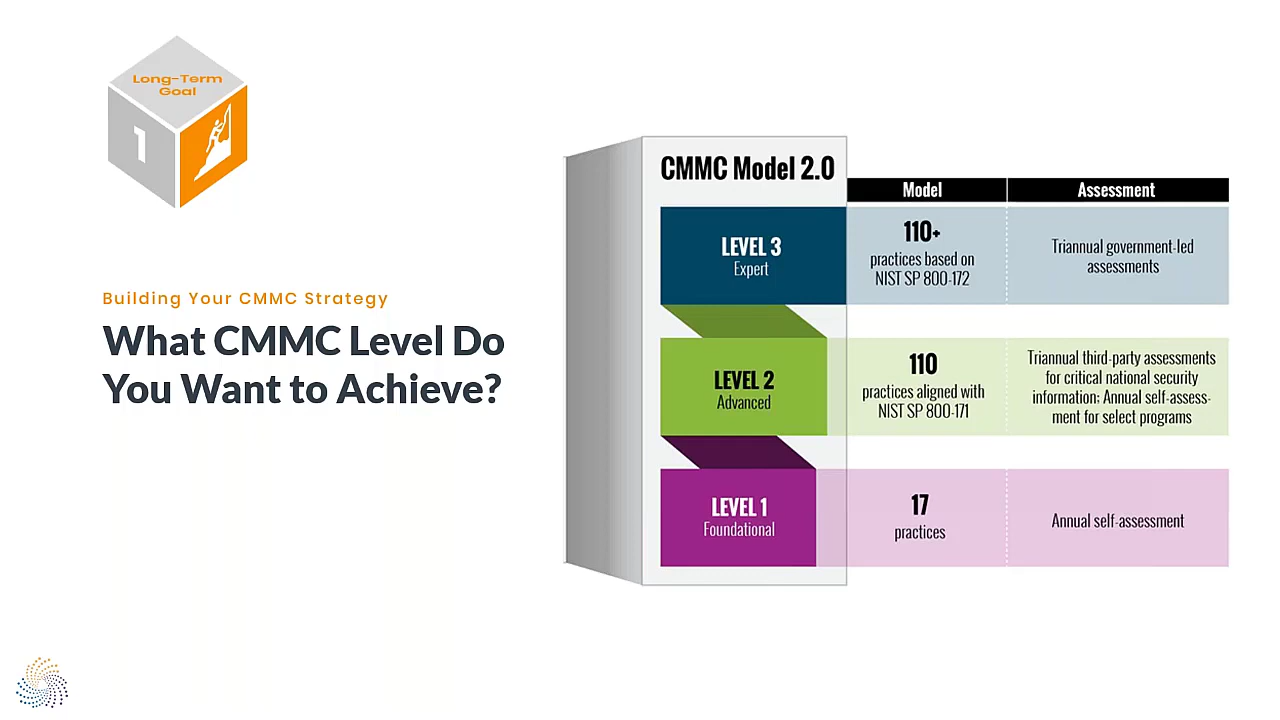 Long-Term
Goal
1
Building Your CMMC Strategy
What CMMC Level Do
You Want to Achieve?
CMMC Model 2.0
Model
Assessment
LEVEL 3
Expert
110+
practices based on
NIST SP 800-172
Triannual government-led
assessments
LEVEL 2
Advanced
110
practices aligned with
NIST SP 800-171
Triannual third-party assessments
for critical national security
information; Annual self-assess-
ment for select programs
LEVEL 1
Foundational
17
practices
Annual self-assessment